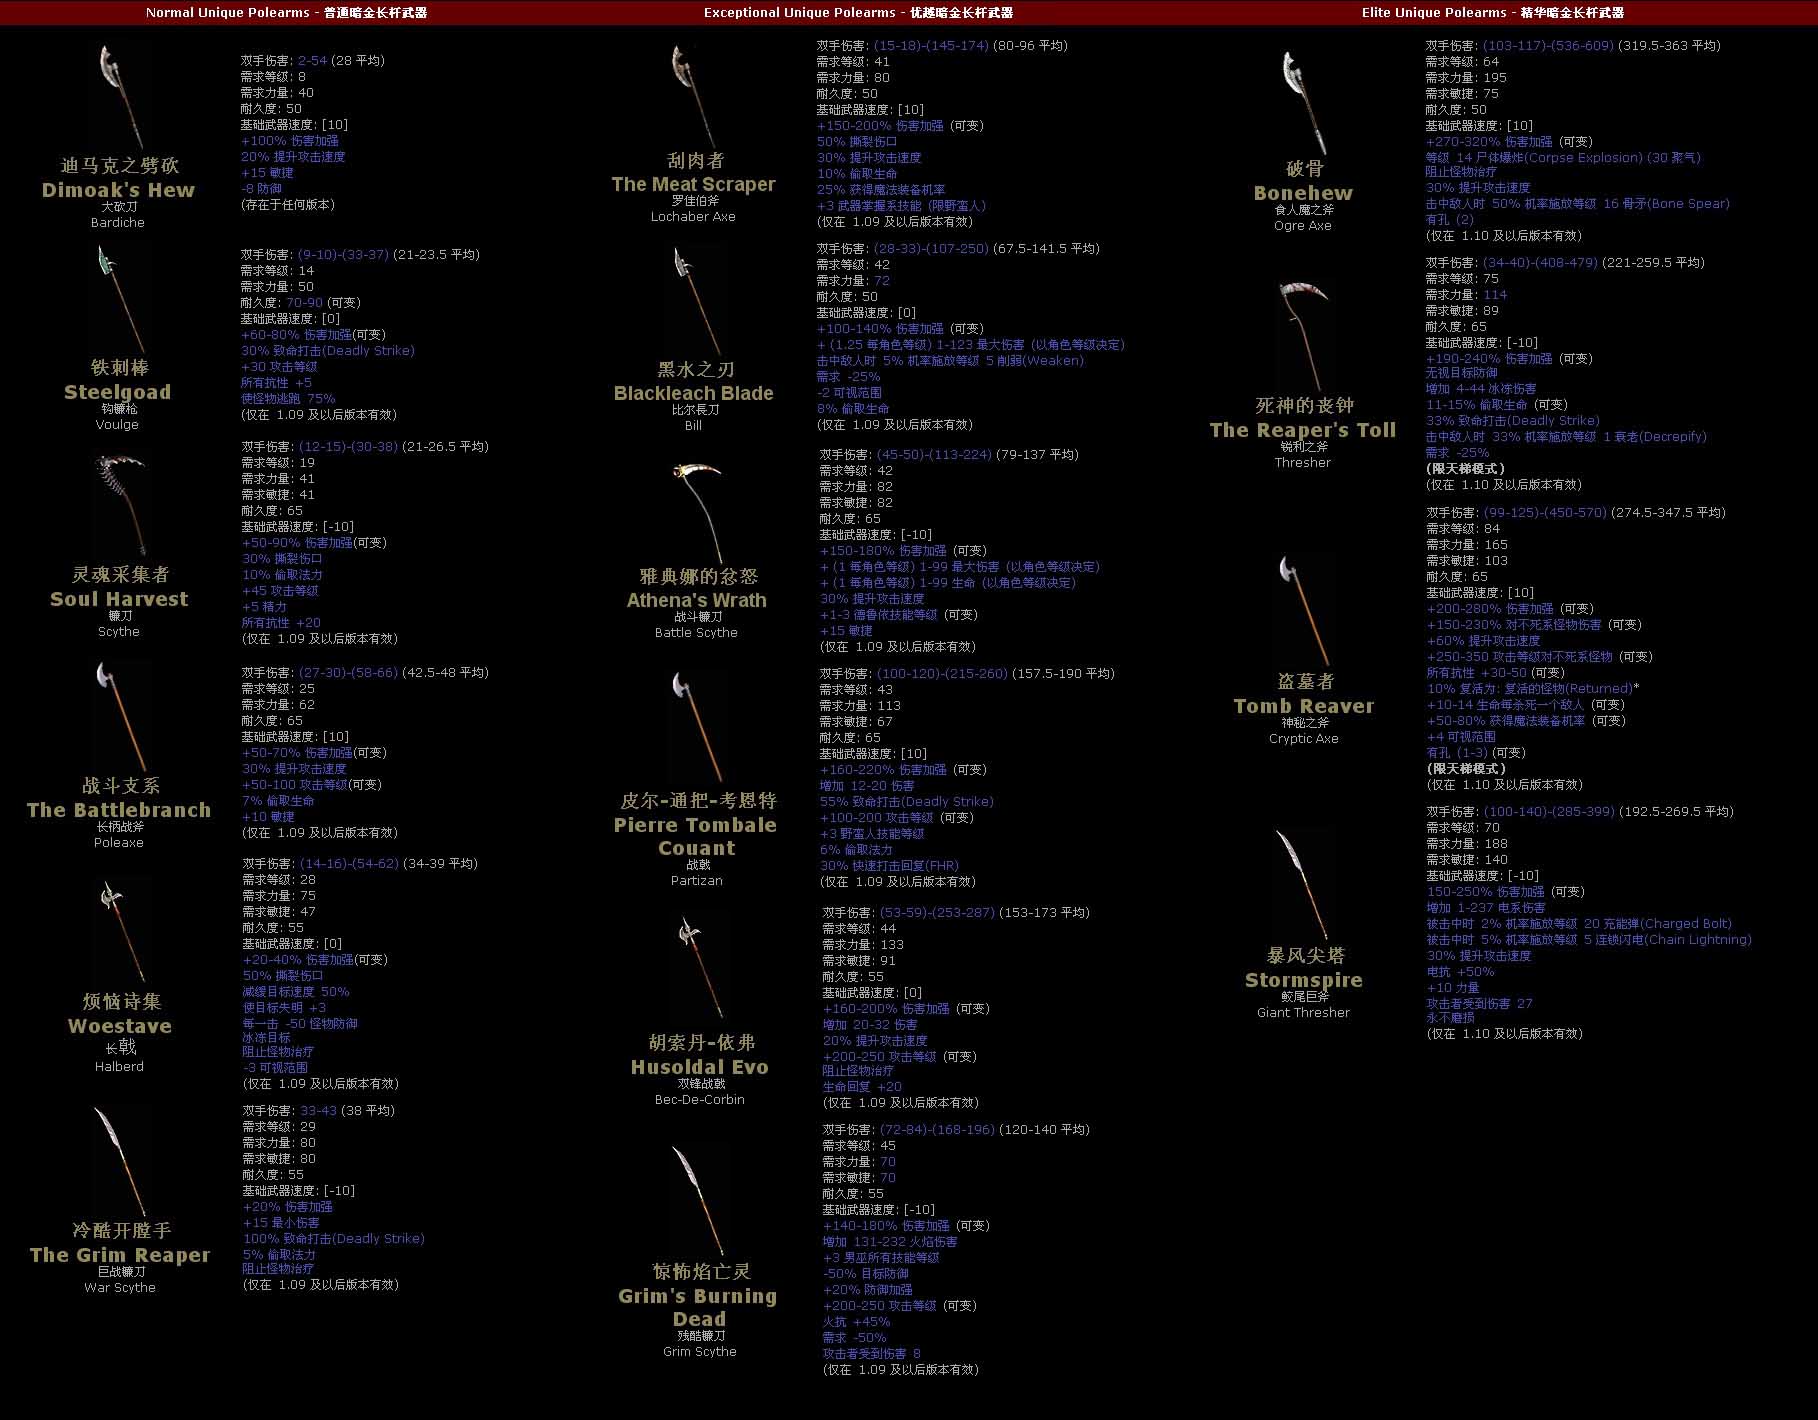 Normal Unique Polearms - 普通暗金长杆武器
迪马克之劈砍
Dimoak's Hew
大砍刀
Bardiche
双手伤害: 2-54 (28 平均)
需求等级: 8
需求力量: 40
耐久度: 50
基础武器速度: [10]
+100% 伤害加强
20% 提升攻击速度
+15 敏捷
-8 防御
(存在于任何版本)
铁刺棒
Steelgoad
钩镰枪
Voulge
双手伤害: (9-10)-(33-37) (21-23.5 平均)
需求等级: 14
需求力量: 50
耐久度: 70-90 (可变)
基础武器速度: [0]
+60-80% 伤害加强(可变)
30% 致命打击(Deadly Strike)
+30 攻击等级
所有抗性 +5
使怪物逃跑 75%
(仅在 1.09 及以后版本有效)
灵魂采集者
Soul Harvest
镰刀
Scythe
双手伤害: (12-15)-(30-38) (21-26.5 平均)
需求等级: 19
需求力量: 41
需求敏捷: 41
耐久度: 65
基础武器速度: [-10]
+50-90% 伤害加强(可变)
30% 撕裂伤口
10% 偷取法力
+45 攻击等级
+5 精力
所有抗性 +20
(仅在 1.09 及以后版本有效)
战斗支系
The Battlebranch
长柄战斧
Poleaxe
双手伤害: (27-30)-(58-66) (42.5-48 平均)
需求等级: 25
需求力量: 62
耐久度: 65
基础武器速度: [10]
+50-70% 伤害加强(可变)
30% 提升攻击速度
+50-100 攻击等级(可变)
7% 偷取生命
+10 敏捷
(仅在 1.09 及以后版本有效)
烦恼诗集
Woestave
长戟
Halberd
双手伤害: (14-16)-(54-62) (34-39 平均)
需求等级: 28
需求力量: 75
需求敏捷: 47
耐久度: 55
基础武器速度: [0]
+20-40% 伤害加强(可变)
50% 撕裂伤口
减缓目标速度 50%
使目标失明 +3
每一击 -50 怪物防御
冰冻目标
阻止怪物治疗
-3 可视范围
(仅在 1.09 及以后版本有效)
冷酷开膛手
The Grim Reaper
巨战镰刀
War Scythe
双手伤害: 33-43 (38 平均)
需求等级: 29
需求力量: 80
需求敏捷: 80
耐久度: 55
基础武器速度: [-10]
+20% 伤害加强
+15 最小伤害
100% 致命打击(Deadly Strike)
5% 偷取法力
阻止怪物治疗
(仅在 1.09 及以后版本有效)
Exceptional Unique Polearms - 优越暗金长杆武器
刮肉者
The Meat Scraper
罗佳伯斧
Lochaber Axe
双手伤害: (15-18)-(145-174) (80-96 平均)
需求等级: 41
需求力量: 80
耐久度: 50
基础武器速度: [10]
+150-200% 伤害加强 (可变)
50% 撕裂伤口
30% 提升攻击速度
10% 偷取生命
25% 获得魔法装备机率
+3 武器掌握系技能 (限野蛮人)
(仅在 1.09 及以后版本有效)
黑水之刃
Blackleach Blade
比尔長刀
Bill
双手伤害: (28-33)-(107-250) (67.5-141.5 平均)
需求等级: 42
需求力量: 72
耐久度: 50
基础武器速度: [0]
+100-140% 伤害加强 (可变)
+ (1.25 每角色等级) 1-123 最大伤害 (以角色等级决定)
击中敌人时 5% 机率施放等级 5 削弱(Weaken)
需求 -25%
-2 可视范围
8% 偷取生命
(仅在 1.09 及以后版本有效)
雅典娜的忿怒
Athena's Wrath
战斗镰刀
Battle Scythe
双手伤害: (45-50)-(113-224) (79-137 平均)
需求等级: 42
需求力量: 82
需求敏捷: 82
耐久度: 65
基础武器速度: [-10]
+150-180% 伤害加强 (可变)
+ (1 每角色等级) 1-99 最大伤害 (以角色等级决定)
+ (1 每角色等级) 1-99 生命 (以角色等级决定)
30% 提升攻击速度
+1-3 德鲁依技能等级 (可变)
+15 敏捷
(仅在 1.09 及以后版本有效)
皮尔-通把-考恩特
Pierre Tombale
Couant
战戟
Partizan
双手伤害: (100-120)-(215-260) (157.5-190 平均)
需求等级: 43
需求力量: 113
需求敏捷: 67
耐久度: 65
基础武器速度: [10]
+160-220% 伤害加强 (可变)
增加 12-20 伤害
55% 致命打击(Deadly Strike)
+100-200 攻击等级 (可变)
+3 野蛮人技能等级
6% 偷取法力
30% 快速打击回复(FHR)
(仅在 1.09 及以后版本有效)
胡索丹-依弗
Husoldal Evo
双锋战戟
Bec-De-Corbin
双手伤害: (53-59)-(253-287) (153-173 平均)
需求等级: 44
需求力量: 133
需求敏捷: 91
耐久度: 55
基础武器速度: [0]
+160-200% 伤害加强 (可变)
增加 20-32 伤害
20% 提升攻击速度
+200-250 攻击等级 (可变)
阻止怪物治疗
生命回复 +20
(仅在 1.09 及以后版本有效)
惊怖焰亡灵
Grim's Burning
Dead
残酷镰刀
Grim Scythe
双手伤害: (72-84)-(168-196) (120-140 平均)
需求等级: 45
需求力量: 70
需求敏捷: 70
耐久度: 55
基础武器速度: [-10]
+140-180% 伤害加强 (可变)
增加 131-232 火焰伤害
+3 男巫所有技能等级
-50% 目标防御
+20% 防御加强
+200-250 攻击等级 (可变)
火抗 +45%
需求 -50%
攻击者受到伤害 8
(仅在 1.09 及以后版本有效)
Elite Unique Polearms - 精华暗金长杆武器
破骨
Bonehew
食人魔之斧
Ogre Axe
双手伤害: (103-117)-(536-609) (319.5-363 平均)
需求等级: 64
需求力量: 195
需求敏捷: 75
耐久度: 50
基础武器速度: [10]
+270-320% 伤害加强 (可变)
等级 14 尸体爆炸(Corpse Explosion) (30 聚气)
阻止怪物治疗
30% 提升攻击速度
击中敌人时 50% 机率施放等级 16 骨矛(Bone Spear)
有孔 (2)
(仅在 1.10 及以后版本有效)
死神的丧钟
The Reaper's Toll
锐利之斧
Thresher
双手伤害: (34-40)-(408-479) (221-259.5 平均)
需求等级: 75
需求力量: 114
需求敏捷: 89
耐久度: 65
基础武器速度: [-10]
+190-240% 伤害加强 (可变)
无视目标防御
增加 4-44 冰冻伤害
11-15% 偷取生命 (可变)
33% 致命打击(Deadly Strike)
击中敌人时 33% 机率施放等级 1 衰老(Decrepify)
需求 -25%
(限天梯模式)
(仅在 1.10 及以后版本有效)
盗墓者
Tomb Reaver
神秘之斧
Cryptic Axe
双手伤害: (99-125)-(450-570) (274.5-347.5 平均)
需求等级: 84
需求力量: 165
需求敏捷: 103
耐久度: 65
基础武器速度: [10]
+200-280% 伤害加强 (可变)
+150-230% 对不死系怪物伤害 (可变)
+60% 提升攻击速度
+250-350 攻击等级对不死系怪物 (可变)
所有抗性 +30-50 (可变)
10% 复活为: 复活的怪物(Returned)*
+10-14 生命每杀死一个敌人 (可变)
+50-80% 获得魔法装备机率 (可变)
+4 可视范围
有孔 (1-3) (可变)
(限天梯模式)
(仅在 1.10 及以后版本有效)
暴风尖塔
Stormspire
鲛尾巨斧
Giant Thresher
双手伤害: (100-140)-(285-399) (192.5-269.5 平均)
需求等级: 70
需求力量: 188
需求敏捷: 140
基础武器速度: [-10]
150-250% 伤害加强 (可变)
增加 1-237 电系伤害
被击中时 2% 机率施放等级 20 充能弹(Charged Bolt)
被击中时 5% 机率施放等级 5 连锁闪电(Chain Lightning)
30% 提升攻击速度
电抗 +50%
+10 力量
攻击者受到伤害 27
永不磨损
(仅在 1.10 及以后版本有效)